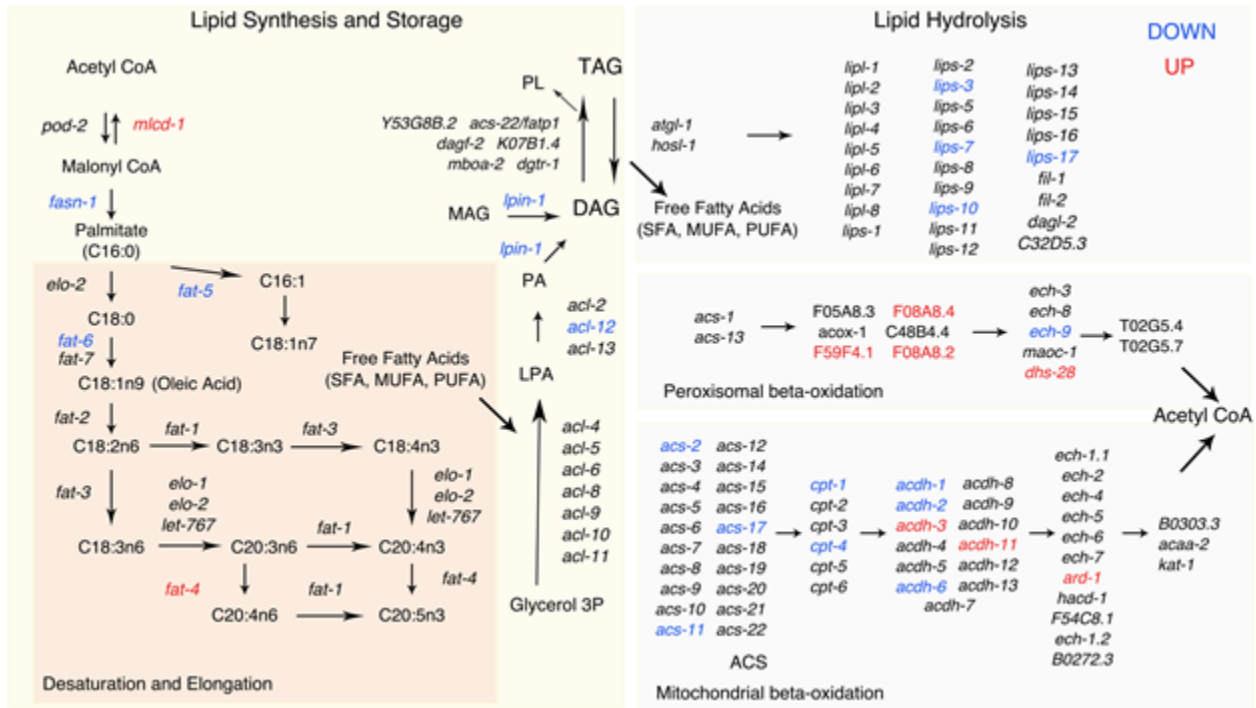 Lipid Synthesis and Storage
Acetyl CoA
pod-2
mlcd-1
Malonyl CoA
fasn-1
Palmitate
(C16:0)
TAG
PL
Y53G8B.2 acs-22/fatp1
dagf-2 K07B1.4
mboa-2 dgtr-1
MAG
lpin-1
DAG
lpin-1
PA
acl-2
acl-12
acl-13
LPA
Free Fatty Acids
(SFA, MUFA, PUFA)
acl-4
acl-5
acl-6
acl-8
acl-9
acl-10
acl-11
Glycerol 3P
elo-2
fat-5
C16:1
C18:0
C18:1n7
fat-6
fat-7
C18:1n9 (Oleic Acid)
fat-2
C18:2n6
fat-1
C18:3n3
fat-3
C18:4n3
fat-3
elo-1
elo-2
let-767
elo-1
elo-2
let-767
C18:3n6
C20:3n6
fat-1
C20:4n3
fat-4
fat-1
fat-4
C20:4n6
C20:5n3
Desaturation and Elongation
Lipid Hydrolysis
DOWN
UP
atgl-1
hosl-1
Free Fatty Acids
(SFA, MUFA, PUFA)
lipl-1
lipl-2
lipl-3
lipl-4
lipl-5
lipl-6
lipl-7
lipl-8
lips-1
lips-2
lips-3
lips-5
lips-6
lips-7
lips-8
lips-9
lips-10
lips-11
lips-12
lips-13
lips-14
lips-15
lips-16
lips-17
fil-1
fil-2
dagl-2
C32D5.3
acs-1
acs-13
F05A8.3 F08A8.4
acox-1 C48B4.4
F59F4.1 F08A8.2
ech-3
ech-8
ech-9
maoc-1
dhs-28
T02G5.4
T02G5.7
Peroxisomal beta-oxidation
Acetyl CoA
acs-2 acs-12
acs-3 acs-14
acs-4 acs-15
acs-5 acs-16
acs-6 acs-17
acs-7 acs-18
acs-8 acs-19
acs-9 acs-20
acs-10 acs-21
acs-11 acs-22
ACS
cpt-1
cpt-2
cpt-3
cpt-4
cpt-5
cpt-6
acdh-1 acdh-8
acdh-2 acdh-9
acdh-3 acdh-10
acdh-4 acdh-11
acdh-5 acdh-12
acdh-6 acdh-13
acdh-7
ech-1.1
ech-2
ech-4
ech-5
ech-6
ech-7
ard-1
hacd-1
F54C8.1
ech-1.2
B0272.3
B0303.3
acaa-2
kat-1
Mitochondrial beta-oxidation